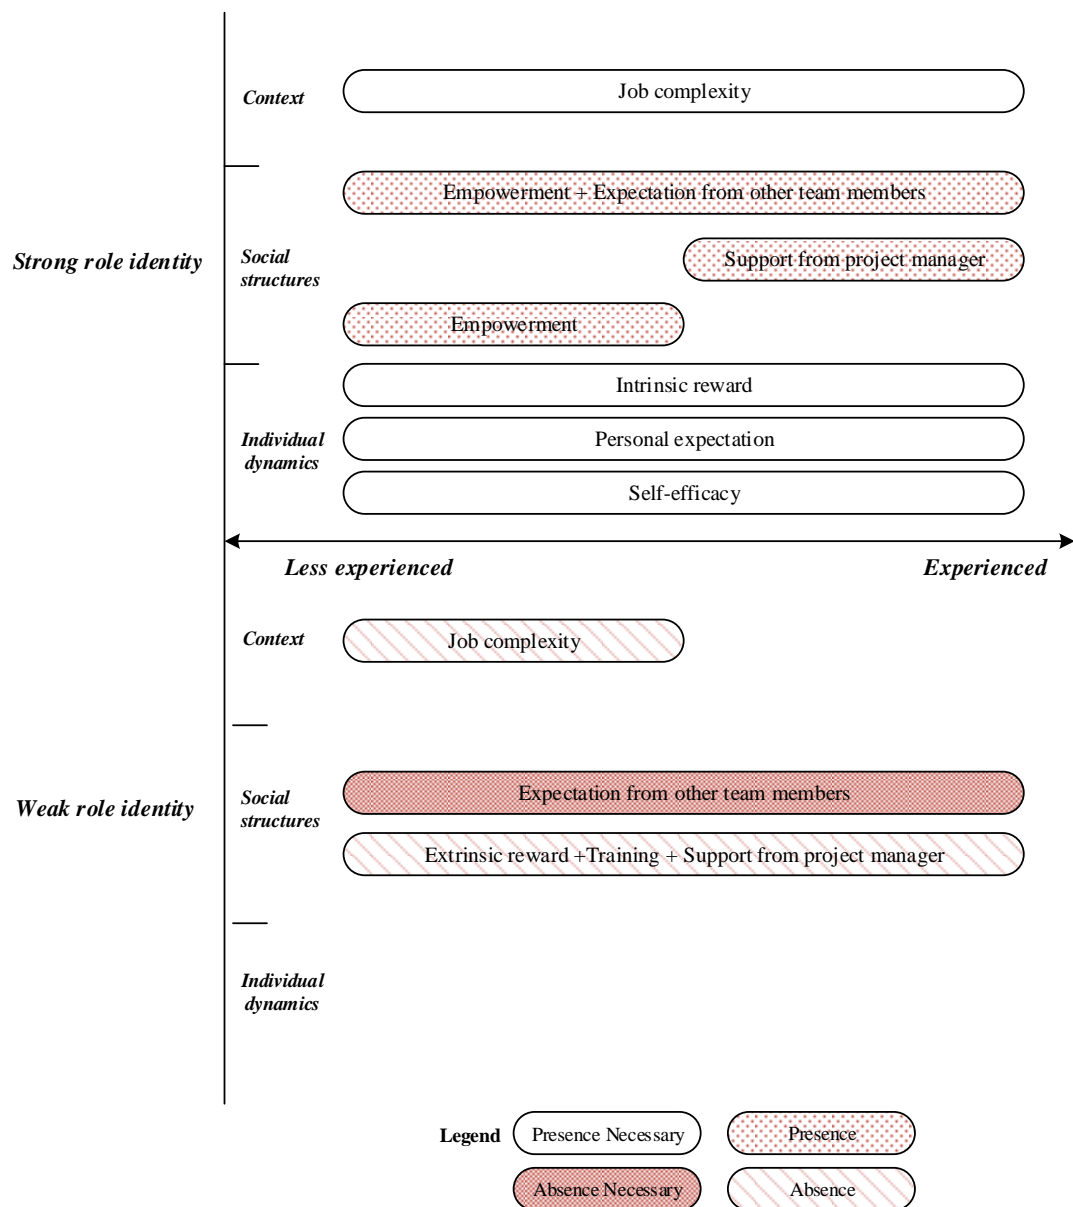 Context
Job complexity
Empowerment + Expectation from other team members
Strong role identity
Social
structures
Support from project manager
Empowerment
Intrinsic reward
Individual
dynamics
Personal expectation
Self-efficacy
Less experienced
Experienced
Context
Job complexity
Weak role identity
Social
structures
Expectation from other team members
Extrinsic reward +Training + Support from project manager
Individual
dynamics
Legend
Presence Necessary
Presence
Absence Necessary
Absence